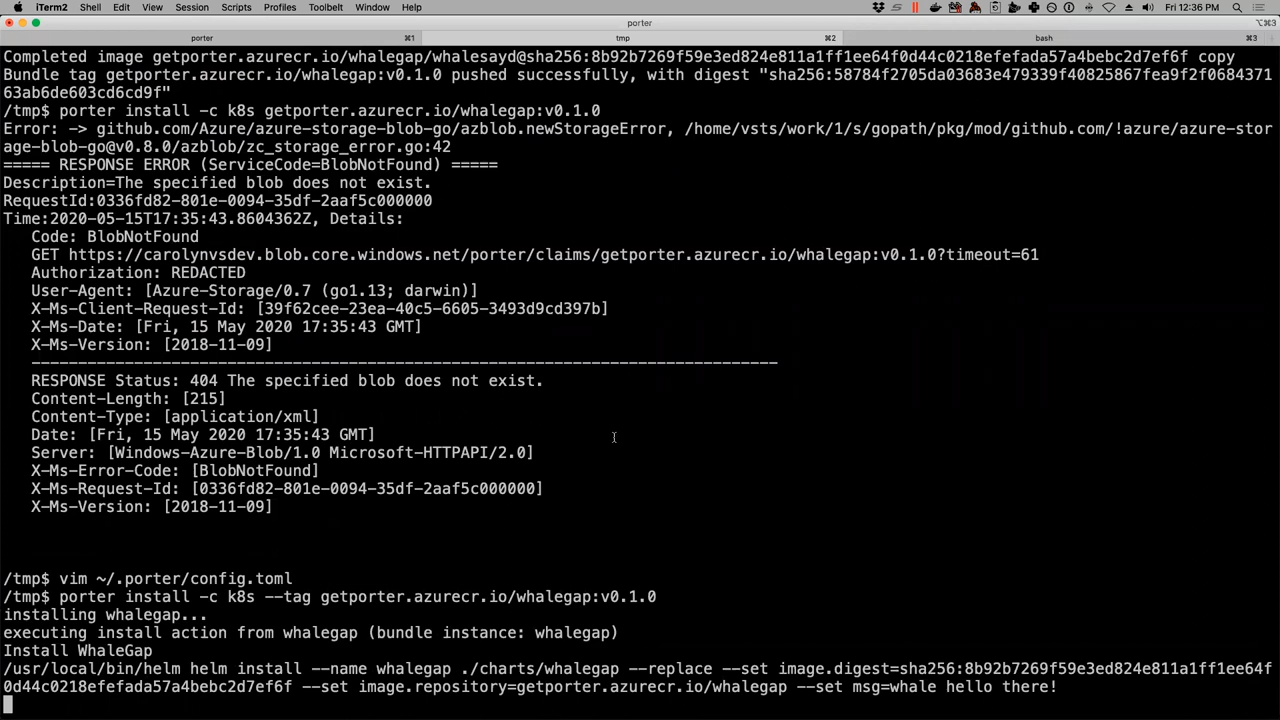 iTerm2 Shell Edit View Session Scripts Profiles Toolbelt Window Help Fri 12:36 PM
porter ⌥⌘3
porter ⌘1 tmp ⌘2 bash ⌘3
Completed image getporter.azurecr.io/whalegap/whalesayd@sha256:8b92b7269f59e3ed824e811a1ff1ee64f0d44c0218efefada57a4bebc2d7ef6f copy
Bundle tag getporter.azurecr.io/whalegap:v0.1.0 pushed successfully, with digest "sha256:58784f2705da03683e479339f40825867fea9f2f0684371
63ab6de603cd6cd9f"
/tmp$ porter install -c k8s getporter.azurecr.io/whalegap:v0.1.0
Error: -> github.com/Azure/azure-storage-blob-go/azblob.newStorageError, /home/vsts/work/1/s/gopath/pkg/mod/github.com/!azure/azure-stor
age-blob-go@v0.8.0/azblob/zc_storage_error.go:42
===== RESPONSE ERROR (ServiceCode=BlobNotFound) =====
Description=The specified blob does not exist.
RequestId:0336fd82-801e-0094-35df-2aaf5c000000
Time:2020-05-15T17:35:43.8604362Z, Details:
Code: BlobNotFound
GET https://carolynvsdev.blob.core.windows.net/porter/claims/getporter.azurecr.io/whalegap:v0.1.0?timeout=61
Authorization: REDACTED
User-Agent: [Azure-Storage/0.7 (go1.13; darwin)]
X-Ms-Client-Request-Id: [39f62cee-23ea-40c5-6605-3493d9cd397b]
X-Ms-Date: [Fri, 15 May 2020 17:35:43 GMT]
X-Ms-Version: [2018-11-09]
--------------------------------------------------------------------------------
RESPONSE Status: 404 The specified blob does not exist.
Content-Length: [215]
Content-Type: [application/xml]
Date: [Fri, 15 May 2020 17:35:43 GMT]
Server: [Windows-Azure-Blob/1.0 Microsoft-HTTPAPI/2.0]
X-Ms-Error-Code: [BlobNotFound]
X-Ms-Request-Id: [0336fd82-801e-0094-35df-2aaf5c000000]
X-Ms-Version: [2018-11-09]
/tmp$ vim ~/.porter/config.toml
/tmp$ porter install -c k8s --tag getporter.azurecr.io/whalegap:v0.1.0
installing whalegap...
executing install action from whalegap (bundle instance: whalegap)
Install WhaleGap
/usr/local/bin/helm helm install --name whalegap ./charts/whalegap --replace --set image.digest=sha256:8b92b7269f59e3ed824e811a1ff1ee64f
0d44c0218efefada57a4bebc2d7ef6f --set image.repository=getporter.azurecr.io/whalegap --set msg=whale hello there!